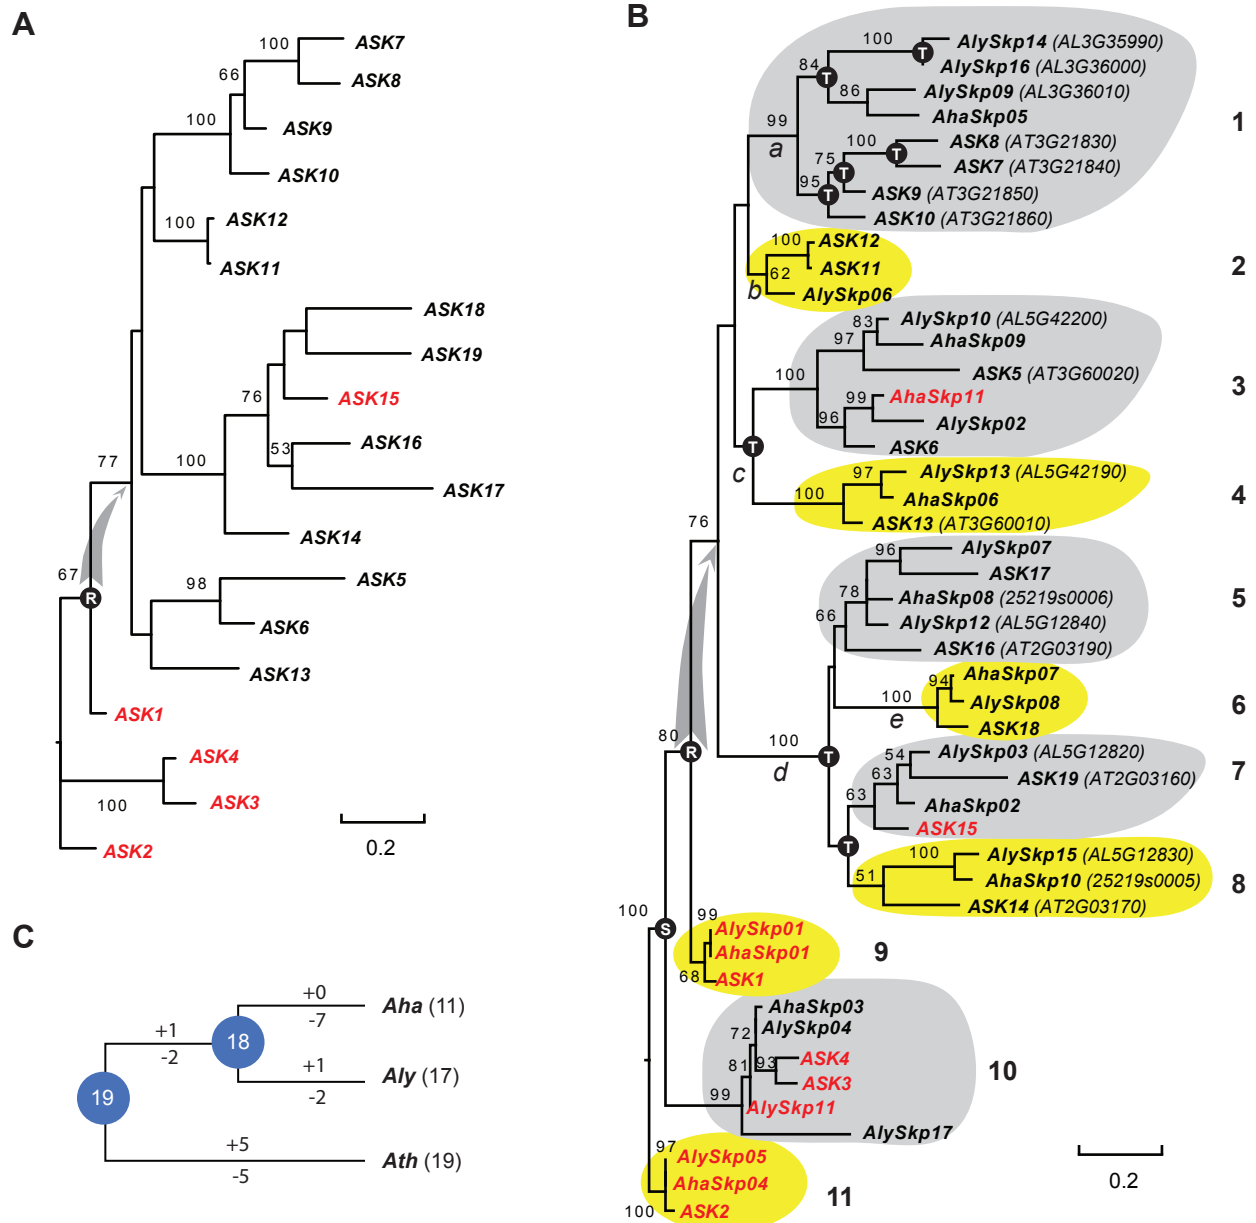 A
100
ASK7
66
ASK8
100
ASK9
ASK10
100
ASK12
ASK11
ASK18
ASK19
76
ASK15
ASK16
53
100
ASK17
77
ASK14
67
R
98
ASK5
ASK6
ASK13
ASK1
ASK4
100
ASK3
ASK2
0.2
B
100
AlySkp14 (AL3G35990)
T
84
AlySkp16 (AL3G36000)
T
86
AlySkp09 (AL3G36010)
99
AhaSkp05
1
a
100
ASK8 (AT3G21830)
T
75
ASK7 (AT3G21840)
T
95
ASK9 (AT3G21850)
T
ASK10 (AT3G21860)
100
ASK12
62
ASK11
2
b
AlySkp06
83
AlySkp10 (AL5G42200)
97
AhaSkp09
100
ASK5 (AT3G60020)
3
99
AhaSkp11
96
AlySkp02
T
ASK6
c
97
AlySkp13 (AL5G42190)
100
AhaSkp06
4
ASK13 (AT3G60010)
76
96
AlySkp07
ASK17
78
AhaSkp08 (25219s0006)
5
66
AlySkp12 (AL5G12840)
ASK16 (AT2G03190)
94
AhaSkp07
100
AlySkp08
6
e
ASK18
80
R
100
T
d
54
AlySkp03 (AL5G12820)
63
ASK19 (AT2G03160)
7
63
AhaSkp02
ASK15
T
100
AlySkp15 (AL5G12830)
51
AhaSkp10 (25219s0005)
8
ASK14 (AT2G03170)
100
S
99
AlySkp01
AhaSkp01
9
68
ASK1
AhaSkp03
72
AlySkp04
81
93
ASK4
10
ASK3
99
AlySkp11
AlySkp17
97
AlySkp05
AhaSkp04
11
100
ASK2
0.2
C
+0
-7
Aha (11)
+1
-2
18
+1
-2
Aly (17)
19
+5
-5
Ath (19)